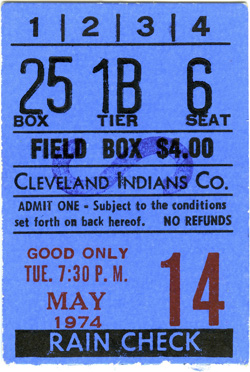 1 | 2 | 3 | 4
25 1B 6
BOX TIER SEAT
FIELD BOX $4.00
CLEVELAND INDIANS CO.
ADMIT ONE - Subject to the conditions
set forth on back hereof. NO REFUNDS
GOOD ONLY
TUE. 7:30 P. M.
MAY 14
1974
RAIN CHECK